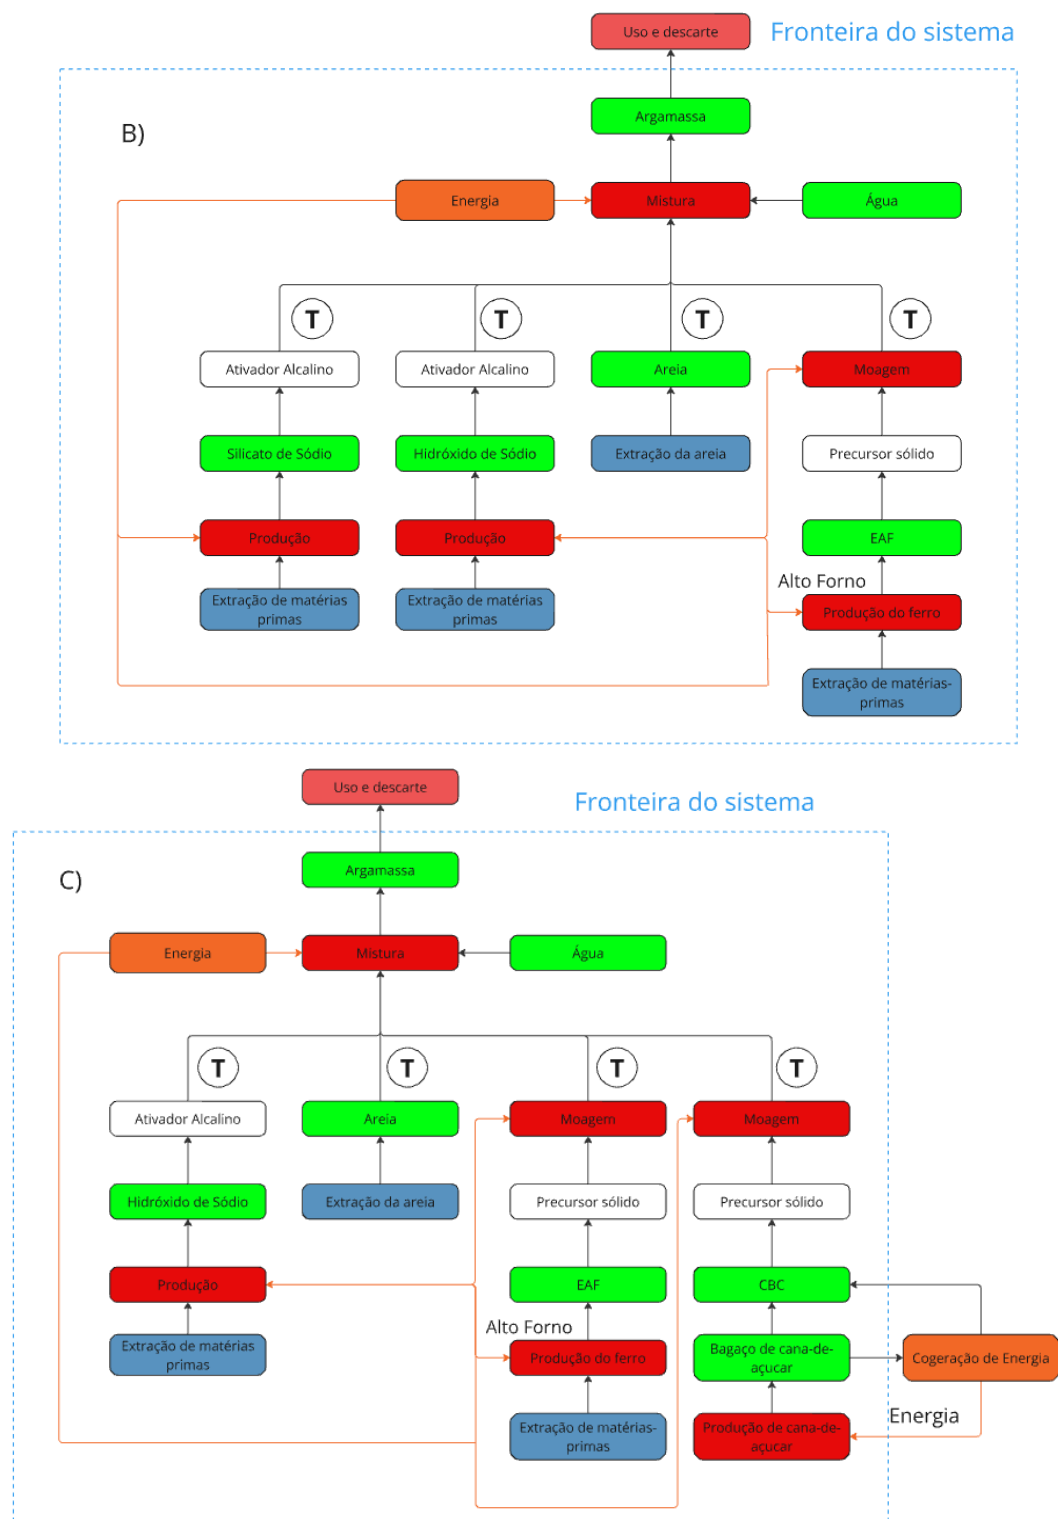 Uso e descarte
Fronteira do sistema
Argamassa
B)
Energia
Mistura
Água
T
T
T
T
Ativador Alcalino
Ativador Alcalino
Areia
Moagem
Silicato de Sódio
Hidróxido de Sódio
Extração da areia
Precursor sólido
Produção
Produção
EAF
Alto Forno
Extração de matérias
primas
Extração de matérias
primas
Produção do ferro
Extração de matérias-
primas
Uso e descarte
Fronteira do sistema
Argamassa
C)
Energia
Mistura
Água
T
T
T
T
Ativador Alcalino
Areia
Moagem
Moagem
Hidróxido de Sódio
Extração da areia
Precursor sólido
Precursor sólido
Produção
EAF
CBC
Alto Forno
Extração de matérias
primas
Produção do ferro
Bagaço de cana-de-
açucar
Cogeração de Energia
Energia
Extração de matérias-
primas
Produção de cana-de-
açucar